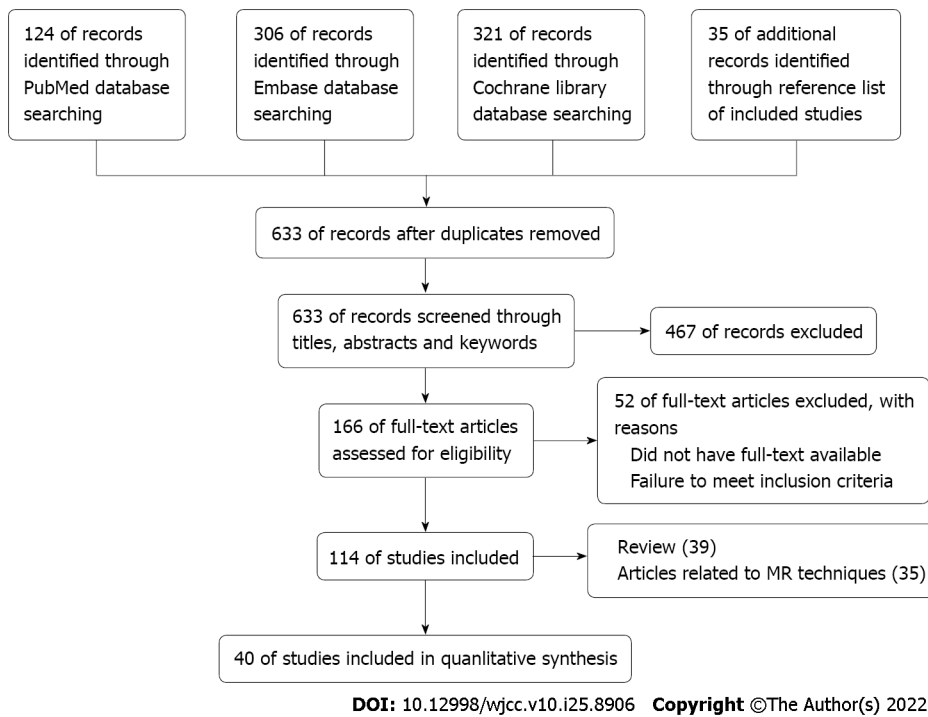 124 of records
identified through
PubMed database
searching
306 of records
identified through
Embase database
searching
321 of records
identified through
Cochrane library
database searching
35 of additional
records identified
through reference list
of included studies
633 of records after duplicates removed
633 of records screened through
titles, abstracts and keywords
467 of records excluded
166 of full-text articles
assessed for eligibility
52 of full-text articles excluded, with
reasons
Did not have full-text available
Failure to meet inclusion criteria
114 of studies included
Review (39)
Articles related to MR techniques (35)
40 of studies included in quanlitative synthesis
DOI: 10.12998/wjcc.v10.i25.8906 Copyright ©The Author(s) 2022